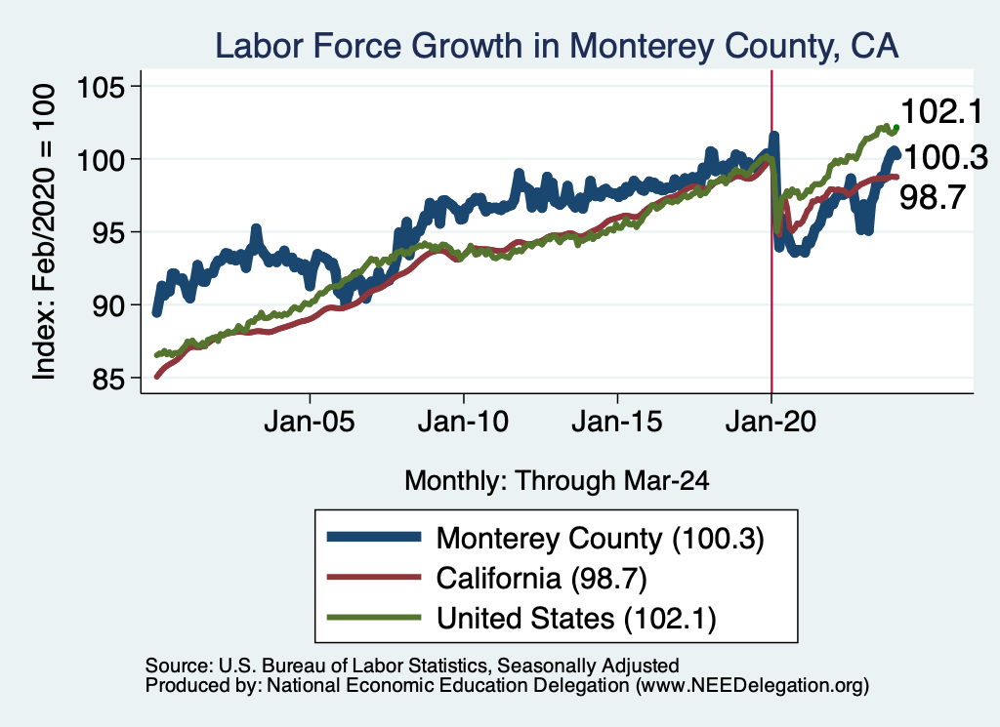 Labor Force Growth in Monterey County, CA
Index: Feb/2020 = 100
105
100
95
90
85
102.1
100.3
98.7
Jan-05 Jan-10 Jan-15 Jan-20
Monthly: Through Mar-24
Monterey County (100.3)
California (98.7)
United States (102.1)
Source: U.S. Bureau of Labor Statistics, Seasonally Adjusted
Produced by: National Economic Education Delegation (www.NEEDelegation.org)